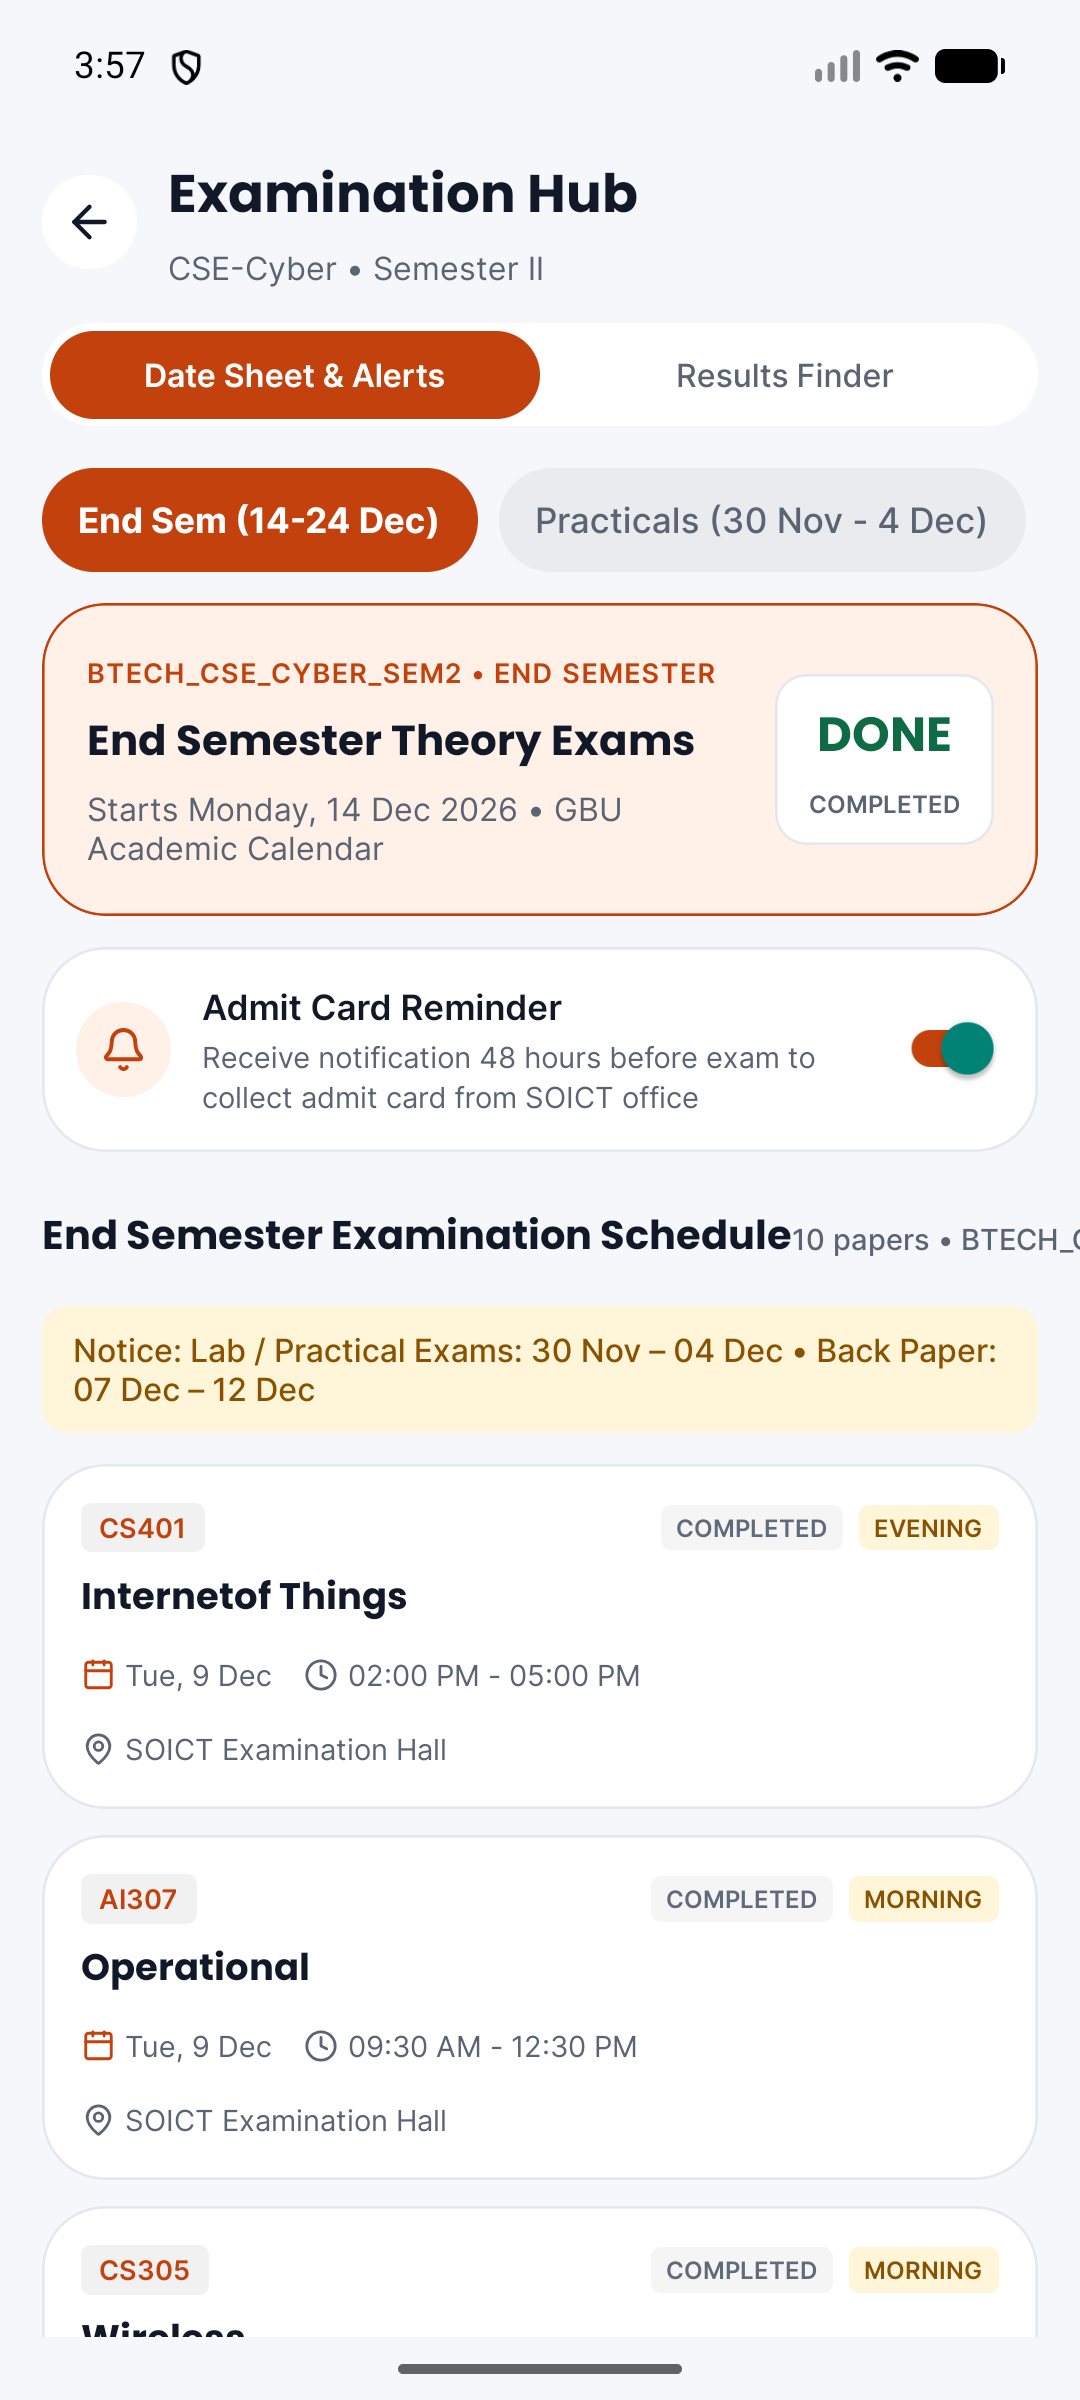 3:57
Examination Hub
CSE-Cyber • Semester II
Date Sheet & Alerts
Results Finder
End Sem (14-24 Dec)
Practicals (30 Nov - 4 Dec)
BTECH_CSE_CYBER_SEM2 • END SEMESTER
End Semester Theory Exams
Starts Monday, 14 Dec 2026 • GBU
Academic Calendar
DONE
COMPLETED
Admit Card Reminder
Receive notification 48 hours before exam to
collect admit card from SOICT office
End Semester Examination Schedule
10 papers • BTECH_
Notice: Lab / Practical Exams: 30 Nov – 04 Dec • Back Paper:
07 Dec – 12 Dec
CS401
COMPLETED
EVENING
Internetof Things
Tue, 9 Dec
02:00 PM - 05:00 PM
SOICT Examination Hall
AI307
COMPLETED
MORNING
Operational
Tue, 9 Dec
09:30 AM - 12:30 PM
SOICT Examination Hall
CS305
COMPLETED
MORNING
Wireless